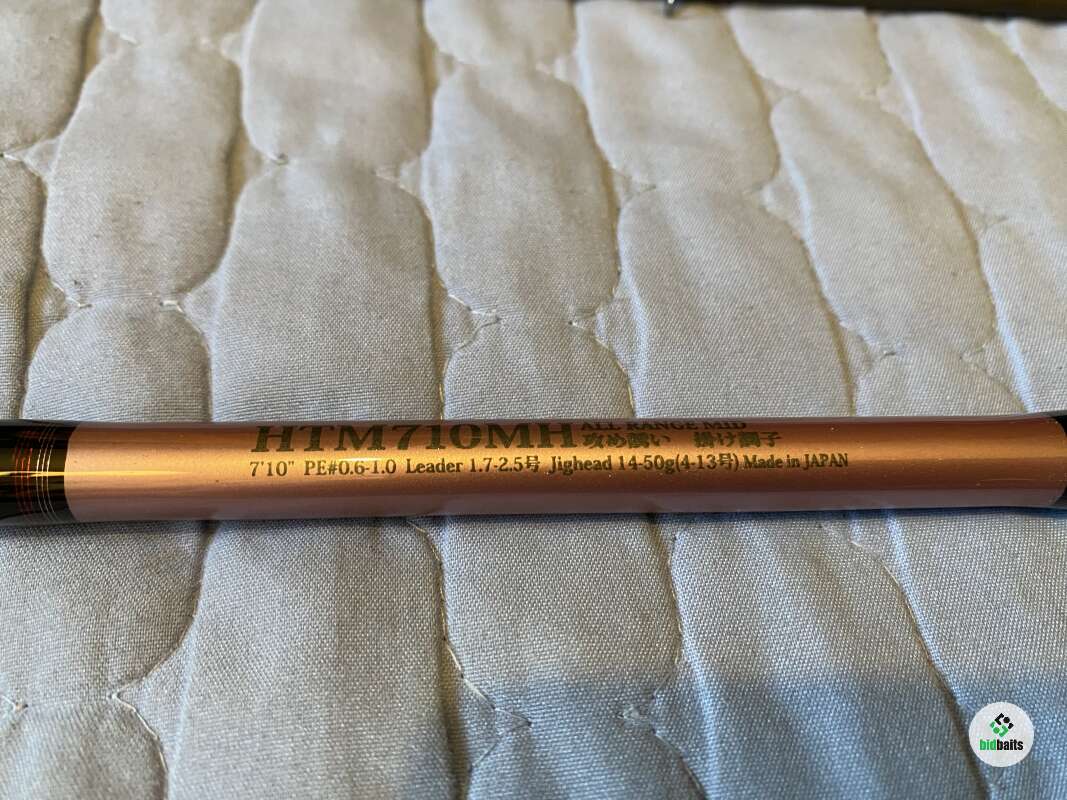 HTM710MH ALL RANGE MID
攻め誘い 掛け調子
7'10" PE#0.6-1.0 Leader 1.7-2.5号 Jighead 14-50g(4-13号) Made in JAPAN
bidbaits